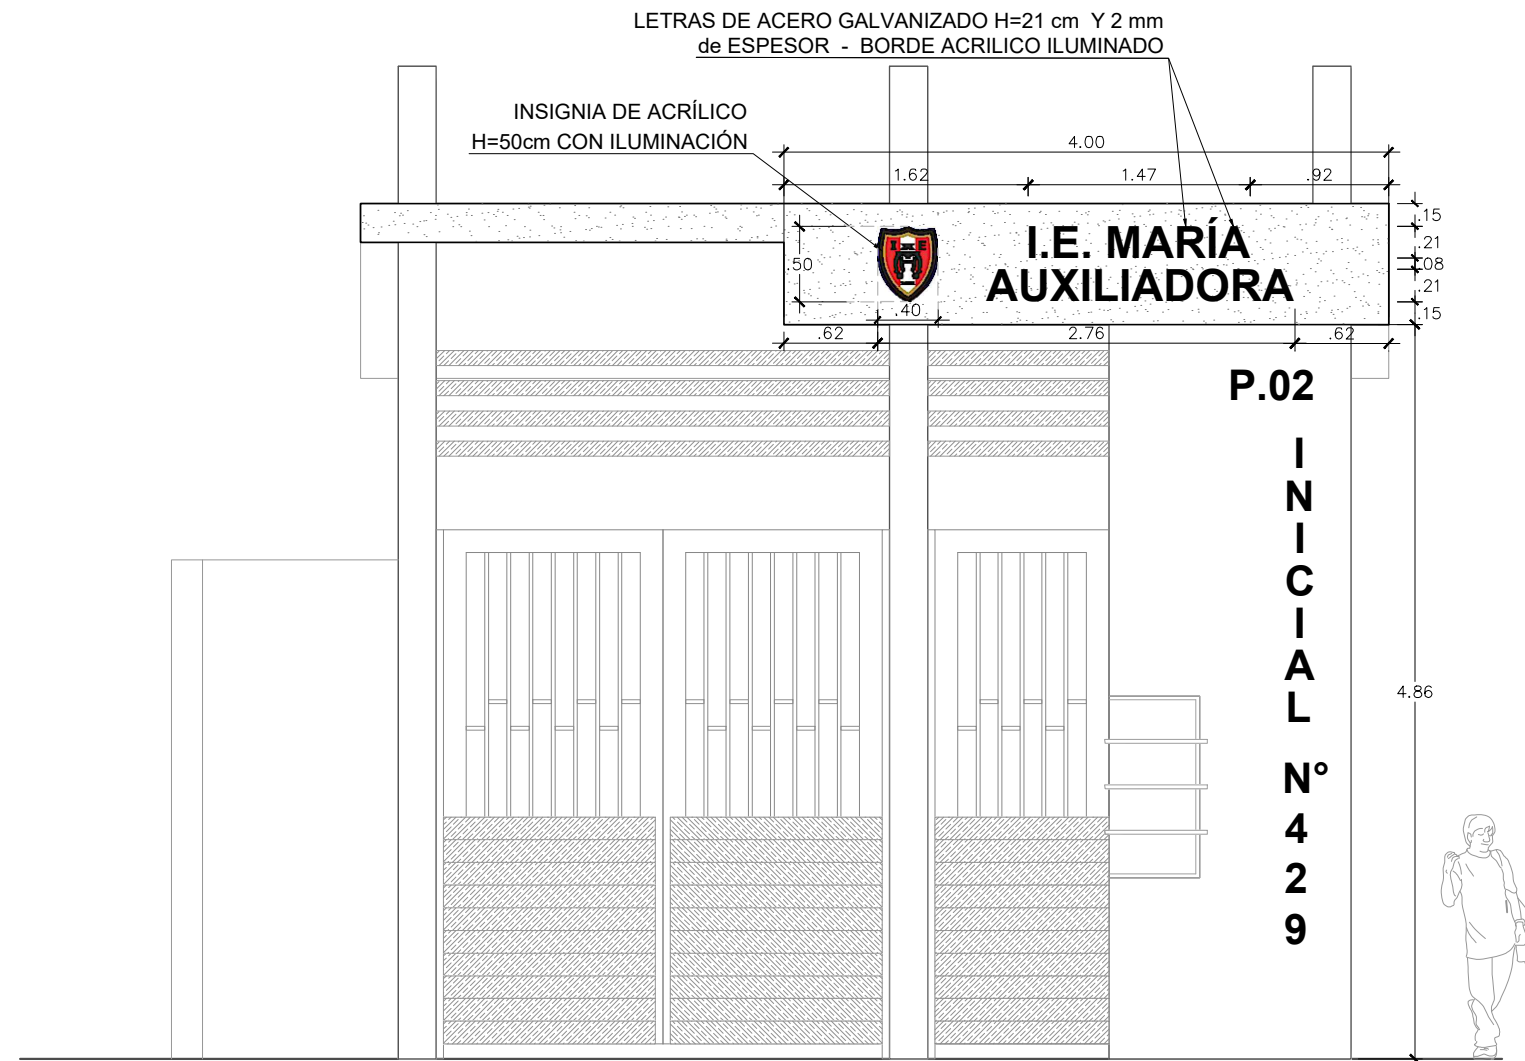 LETRAS DE ACERO GALVANIZADO H=21 cm Y 2 mm
de ESPESOR - BORDE ACRILICO ILUMINADO
INSIGNIA DE ACRÍLICO
H=50cm CON ILUMINACIÓN
4.00
1.62
1.47
.92
I.E. MARÍA
AUXILIADORA
I E
.50
.40
.15
.21
.08
.21
.15
.62
2.76
.62
P.02
I
N
I
C
I
A
L
N°
4
2
9
4.86